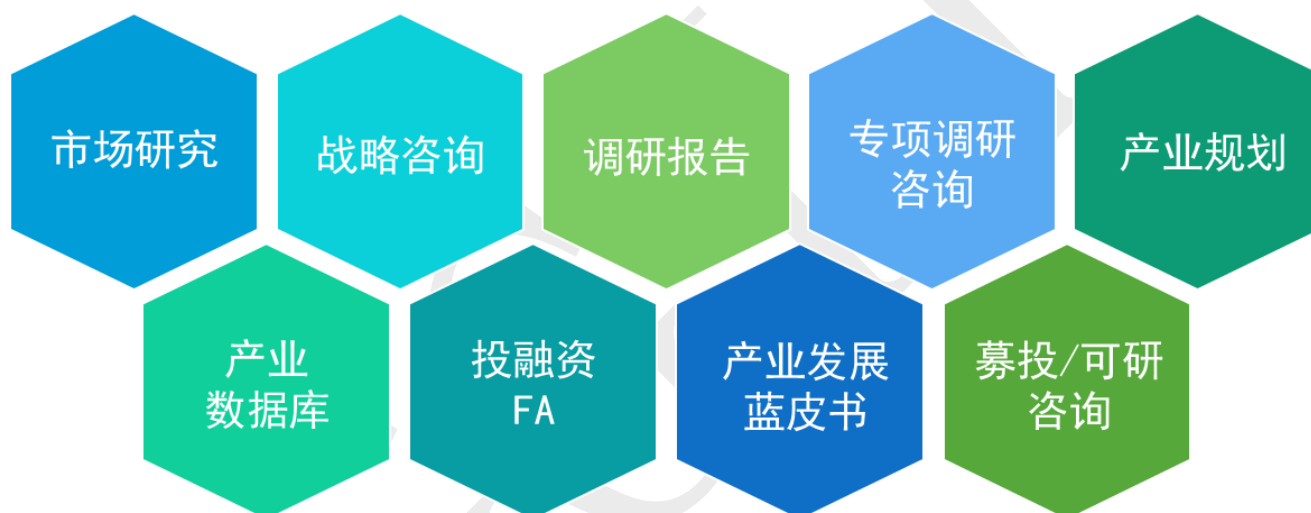 市场研究
战略咨询
调研报告
专项调研
咨询
产业规划
产业
数据库
投融资
FA
产业发展
蓝皮书
募投/可研
咨询